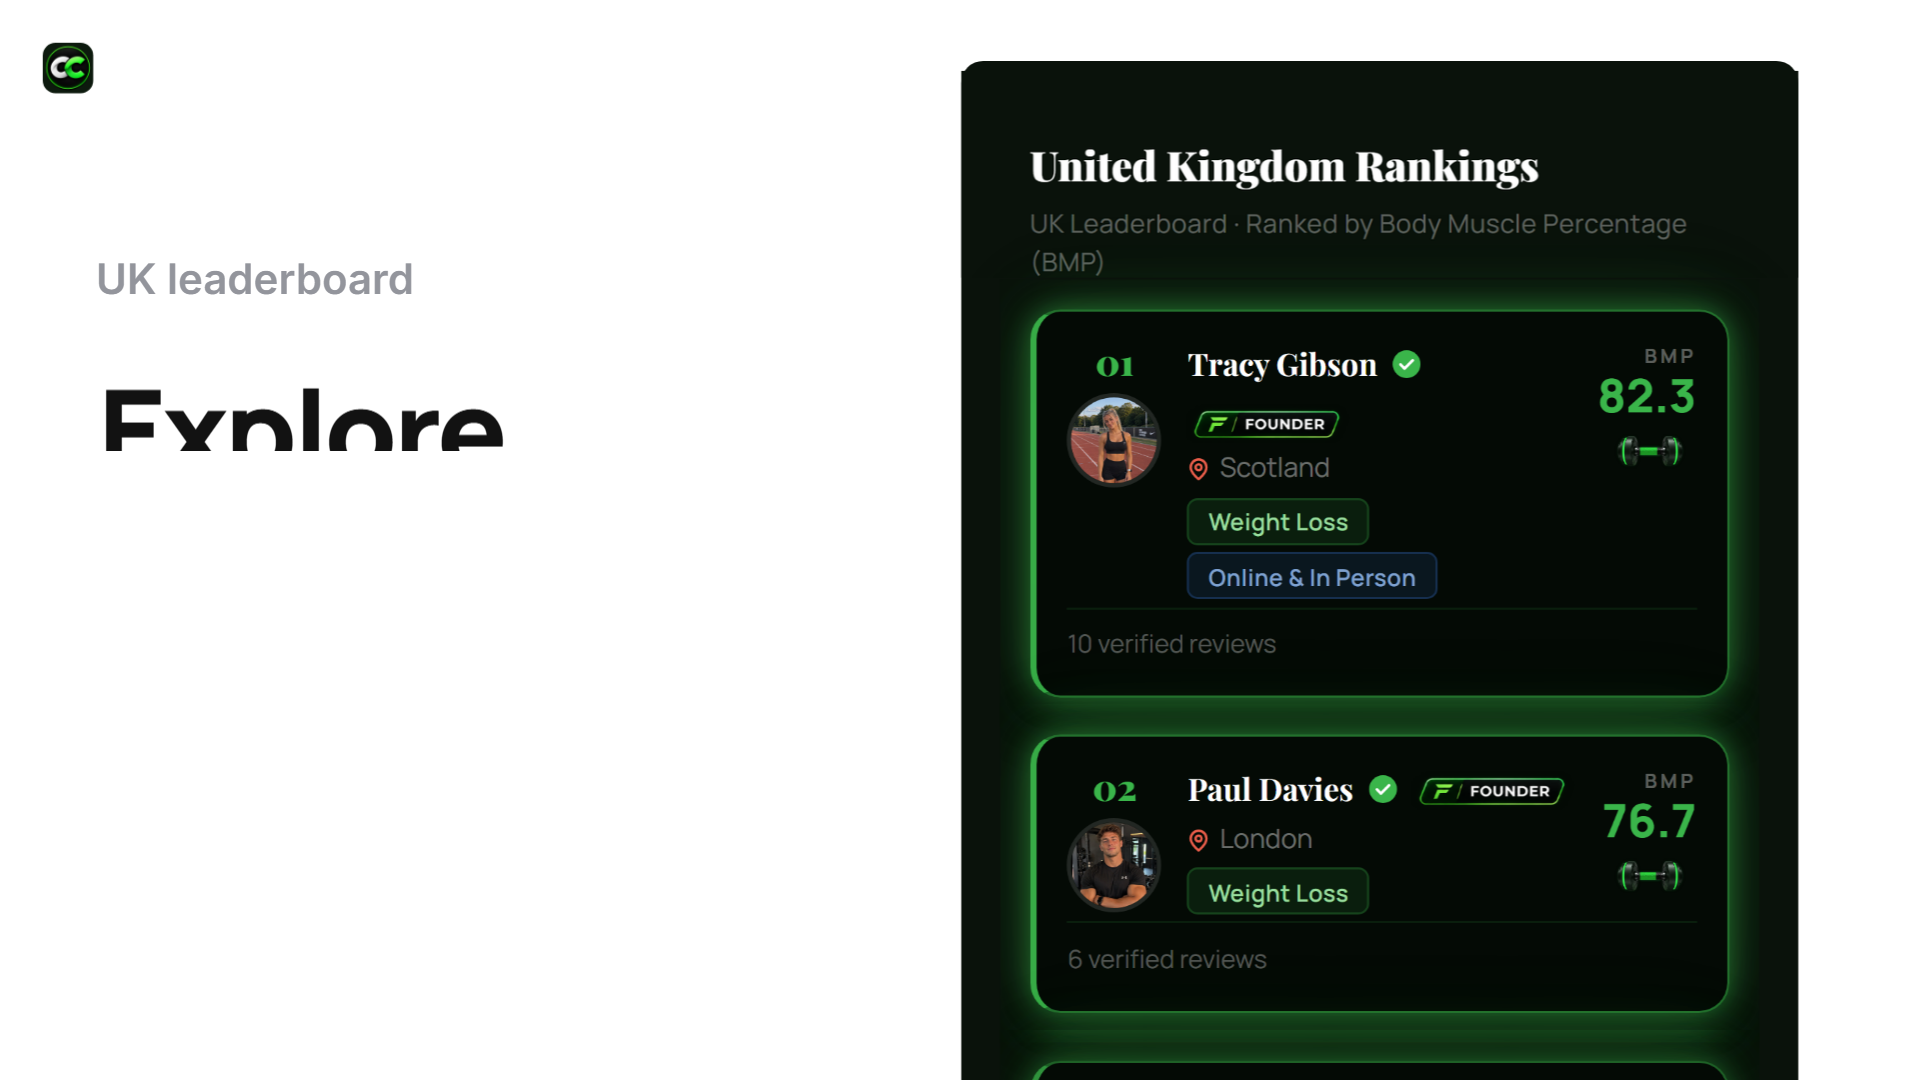 CC
UK leaderboard
Explore
United Kingdom Rankings
UK Leaderboard · Ranked by Body Muscle Percentage
(BMP)
01
Tracy Gibson
FOUNDER
Scotland
Weight Loss
Online & In Person
BMP
82.3
10 verified reviews
02
Paul Davies
FOUNDER
London
Weight Loss
BMP
76.7
6 verified reviews